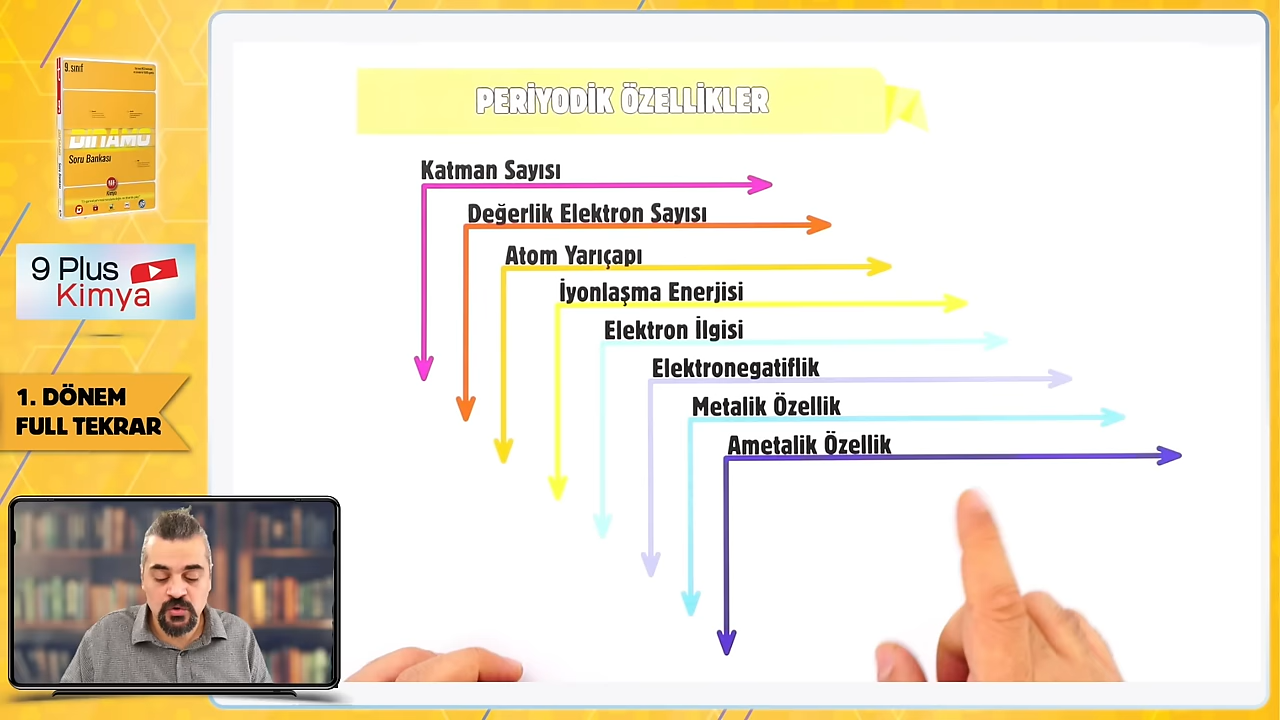 9. sınıf
DİNAMO
Soru Bankası
Kimya
9 Plus
Kimya
1. DÖNEM
FULL TEKRAR
PERİYODİK ÖZELLİKLER
Katman Sayısı
Değerlik Elektron Sayısı
Atom Yarıçapı
İyonlaşma Enerjisi
Elektron İlgisi
Elektronegatiflik
Metalik Özellik
Ametalik Özellik